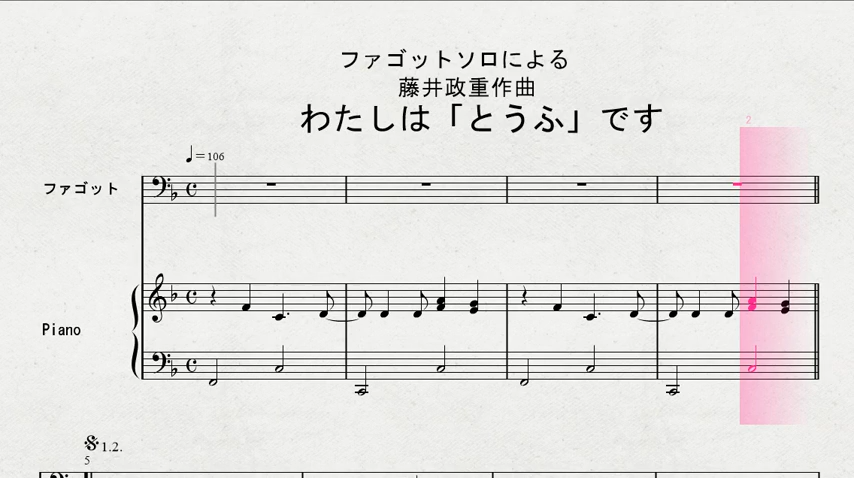 ファゴットソロによる
藤井政重作曲
わたしは「とうふ」です
2
=106
ファゴット
Piano
1.2.
5